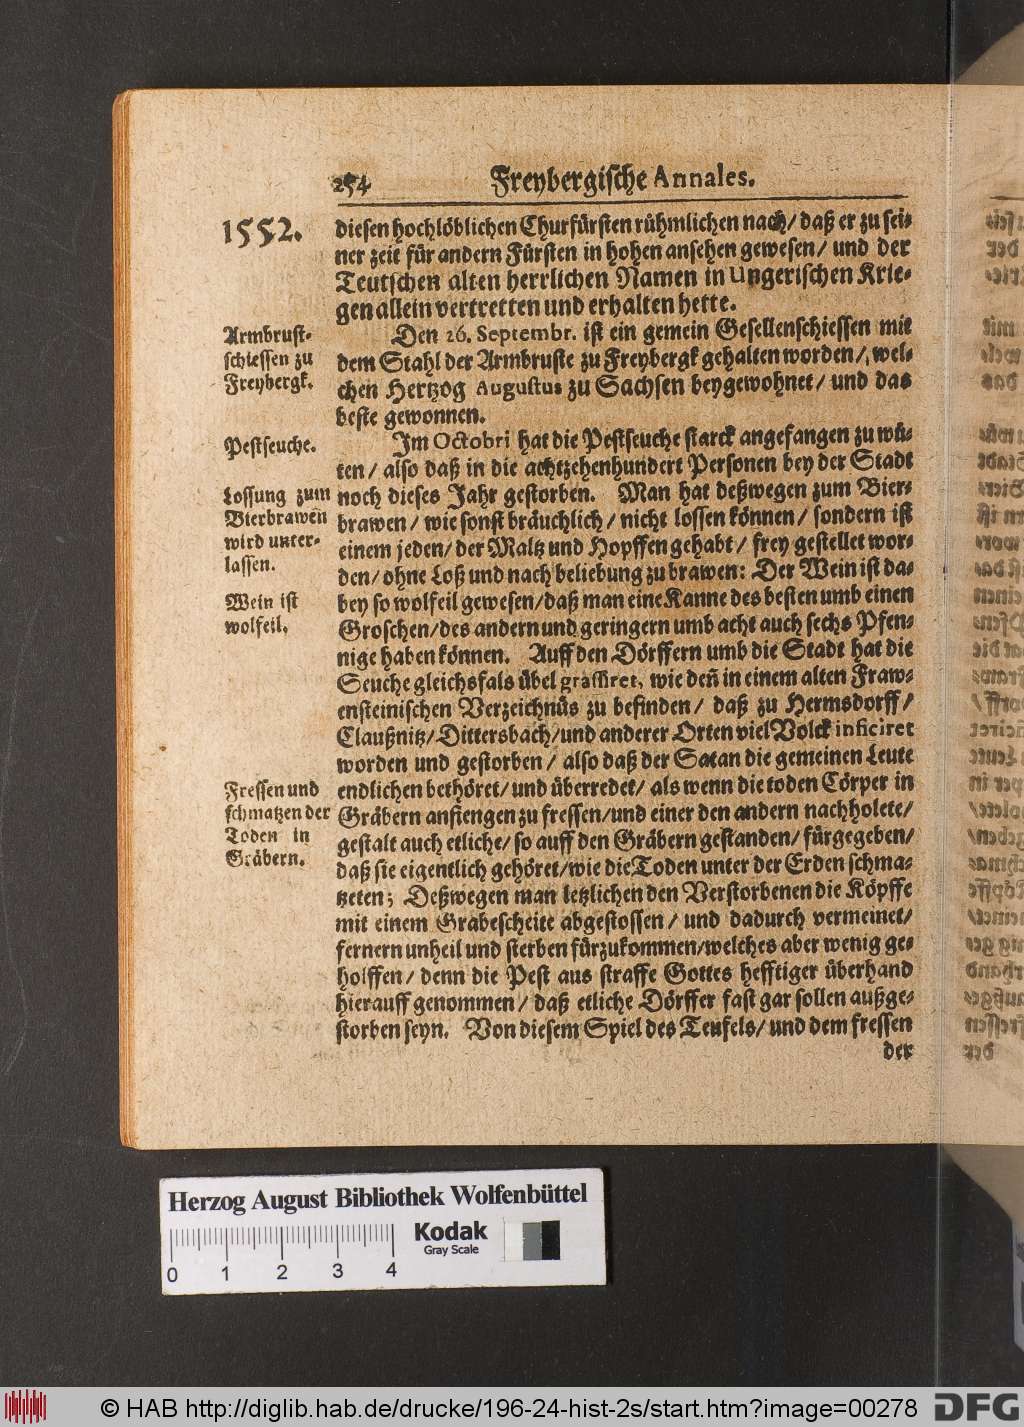 254 Freybergische Annales.
1552.
diesen hochlöblichen Churfürsten rühmlichen nach/ daß er zu sei-
ner zeit für andern Fürsten in hohen ansehen gewesen/ und der
Teutschen alten herrlichen Namen in Ungerischen Krie-
gen allein vertretten und erhalten hette.
Armbrust-
schiessen zu
Freybergk.
Den 26. Septembr. ist ein gemein Gesellenschiessen mit
dem Stahl der Armbruste zu Freybergk gehalten worden/ wel-
chen Hertzog Augustus zu Sachsen beygewohnet/ und das
beste gewonnen.
Pestseuche.
Im Octobri hat die Pestseuche starck angefangen zu wü-
ten/ also daß in die achtzehenhundert Personen bey der Stadt
Lossung zum
Bierbrawen
wird unter-
lassen.
noch dieses Jahr gestorben. Man hat deßwegen zum Bier-
brawen/ wie sonst bräuchlich/ nicht lossen können/ sondern ist
einem jeden/ der Maltz und Hopffen gehabt/ frey gestellet wor-
den/ ohne Loß und nach beliebung zu brawen: Der Wein ist da-
Wein ist
wolfeil.
bey so wolfeil gewesen/ daß man eine Kanne des besten umb einen
Groschen/ des andern und geringern umb acht auch sechs Pfen-
nige haben können. Auff den Dörffern umb die Stadt hat die
Seuche gleichsfals übel grassiret, wie deñ in einem alten Fraw-
ensteinischen Verzeichnüs zu befinden/ daß zu Hermsdorff/
Claußnitz/ Dittersbach/ und anderer Orten viel Volck inficiret
worden und gestorben/ also daß der Satan die gemeinen Leute
Fressen und
schmatzen der
Toden in
Gräbern.
endlichen bethöret/ und überredet/ als wenn die toden Cörper in
Gräbern anfiengen zu fressen/ und einer den andern nachholete/
gestalt auch etliche/ so auff den Gräbern gestanden/ fürgegeben/
daß sie eigentlich gehöret/ wie die Toden unter der Erden schma-
tzeten; Deßwegen man letzlichen den Verstorbenen die Köpffe
mit einem Grabescheite abgestossen/ und dadurch vermeinet/
fernern unheil und sterben fürzukommen/ welches aber wenig ge-
holffen/ denn die Pest aus straffe Gottes hefftiger überhand
hierauff genommen/ daß etliche Dörffer fast gar sollen außge-
storben seyn. Von diesem Spiel des Teufels/ und dem fressen
der
Herzog August Bibliothek Wolfenbüttel
Kodak
Gray Scale
0 1 2 3 4
© HAB http://diglib.hab.de/drucke/196-24-hist-2s/start.htm?image=00278
DFG